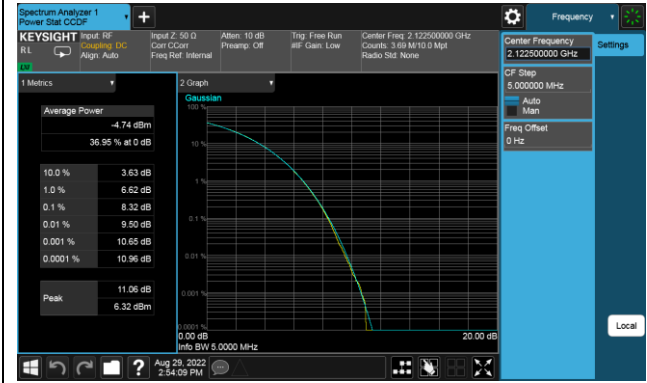 Spectrum Analyzer 1
Power Stat CCDF
Frequency
KEYSIGHT
RL
LV
Input: RF
Coupling: DC
Align: Auto
Input Z: 50 Ω
Corr CCorr
Freq Ref: Internal
Atten: 10 dB
Preamp: Off
Trig: Free Run
#IF Gain: Low
Center Freq: 2.122500000 GHz
Counts: 3.69 M/10.0 Mpt
Radio Std: None
Center Frequency
2.122500000 GHz
Settings
CF Step
5.000000 MHz
Auto
Man
Freq Offset
0 Hz
1 Metrics
Average Power
-4.74 dBm
36.95 % at 0 dB
10.0 % 3.63 dB
1.0 % 6.62 dB
0.1 % 8.32 dB
0.01 % 9.50 dB
0.001 % 10.65 dB
0.0001 % 10.96 dB
Peak
11.06 dB
6.32 dBm
2 Graph
Gaussian
100 %
10 %
1 %
0.1 %
0.01 %
0.001 %
0.0001 %
0.00 dB 20.00 dB
Info BW 5.0000 MHz
Local
? Aug 29, 2022
2:54:09 PM